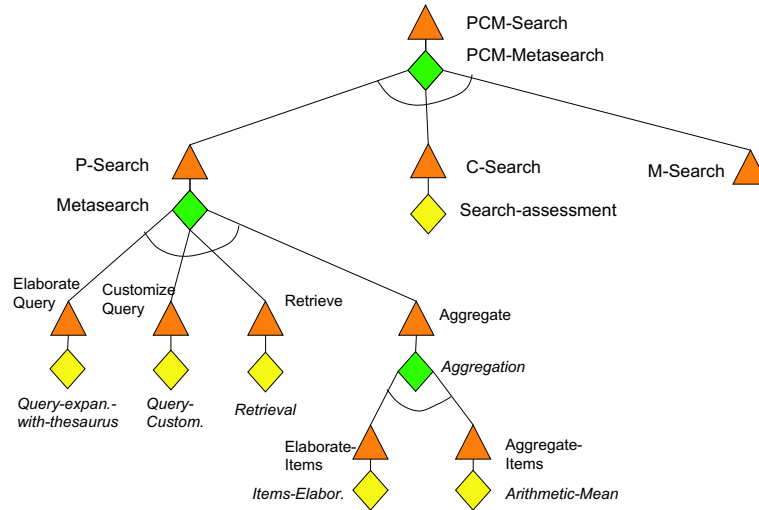 PCM-Search
PCM-Metasearch
P-Search
C-Search
M-Search
Metasearch
Search-assessment
Elaborate
Query
Customize
Query
Retrieve
Aggregate
Aggregation
Query-expan.-
with-thesaurus
Query-
Custom.
Retrieval
Elaborate-
Items
Aggregate-
Items
Items-Elabor.
Arithmetic-Mean